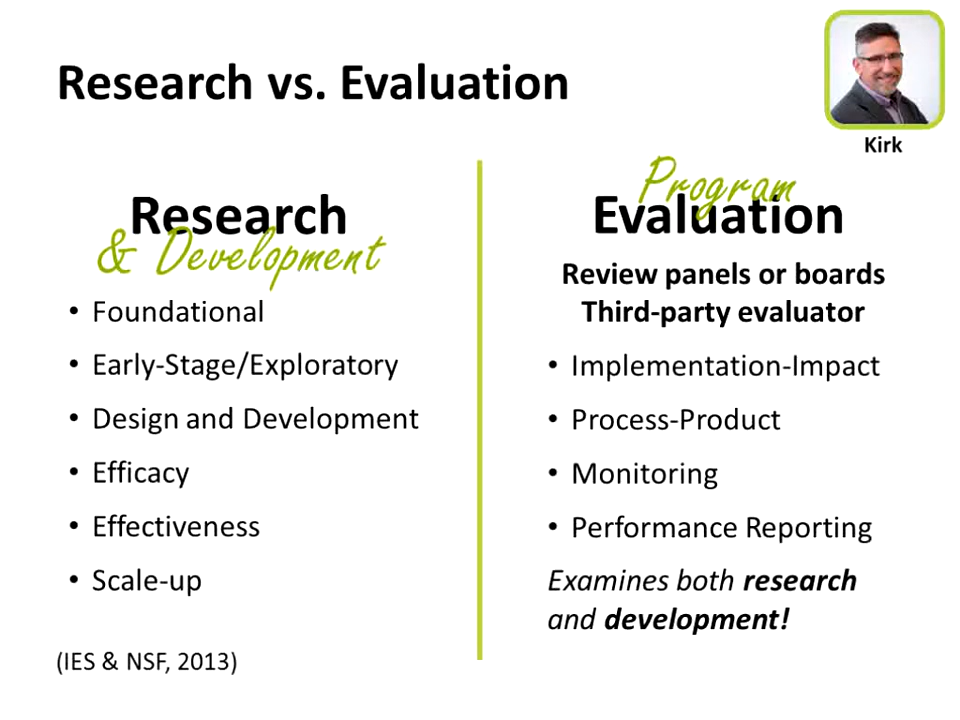 Research vs. Evaluation
Kirk
Research
& Development
• Foundational
• Early-Stage/Exploratory
• Design and Development
• Efficacy
• Effectiveness
• Scale-up
(IES & NSF, 2013)
Program
Evaluation
Review panels or boards
Third-party evaluator
• Implementation-Impact
• Process-Product
• Monitoring
• Performance Reporting
Examines both research
and development!